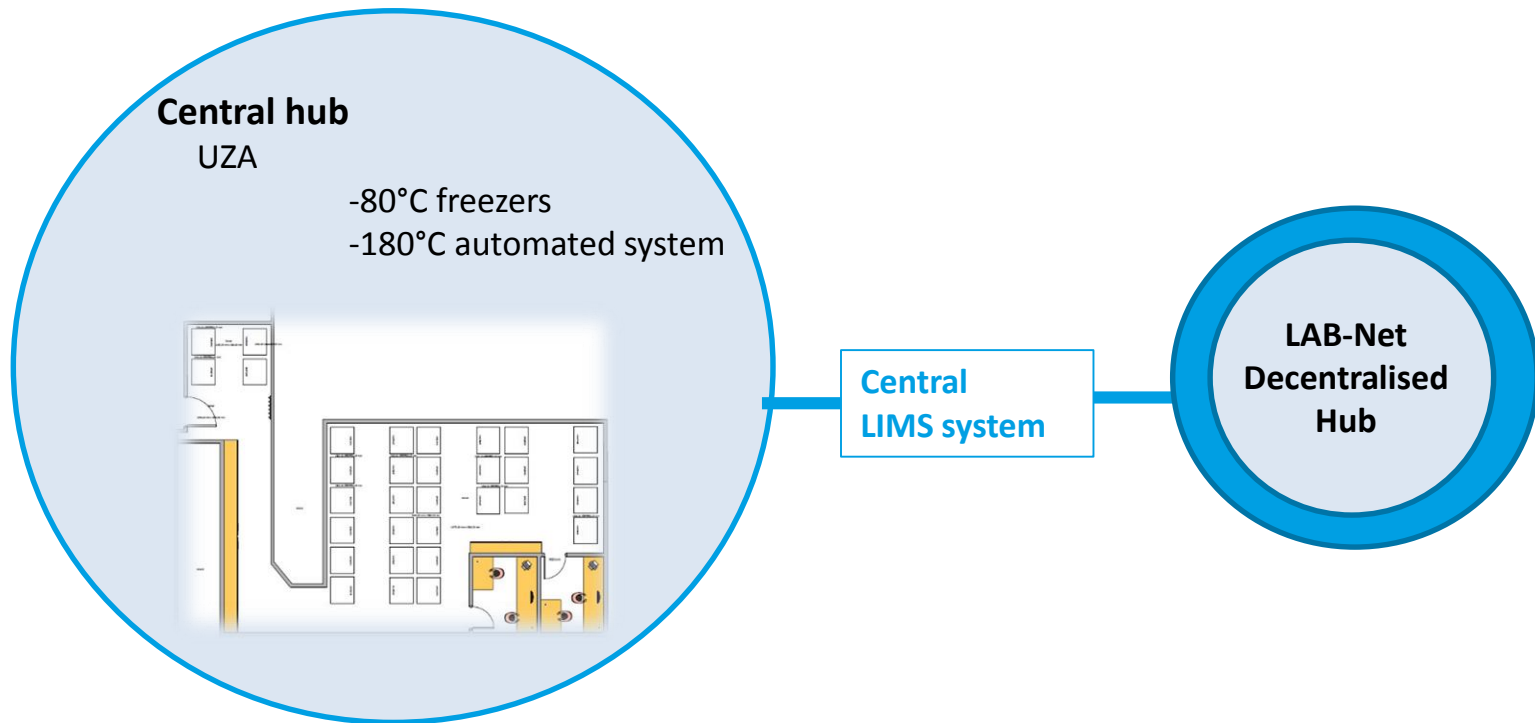 Central hub
UZA
-80°C freezers
-180°C automated system
Central
LIMS system
LAB-Net
Decentralised
Hub